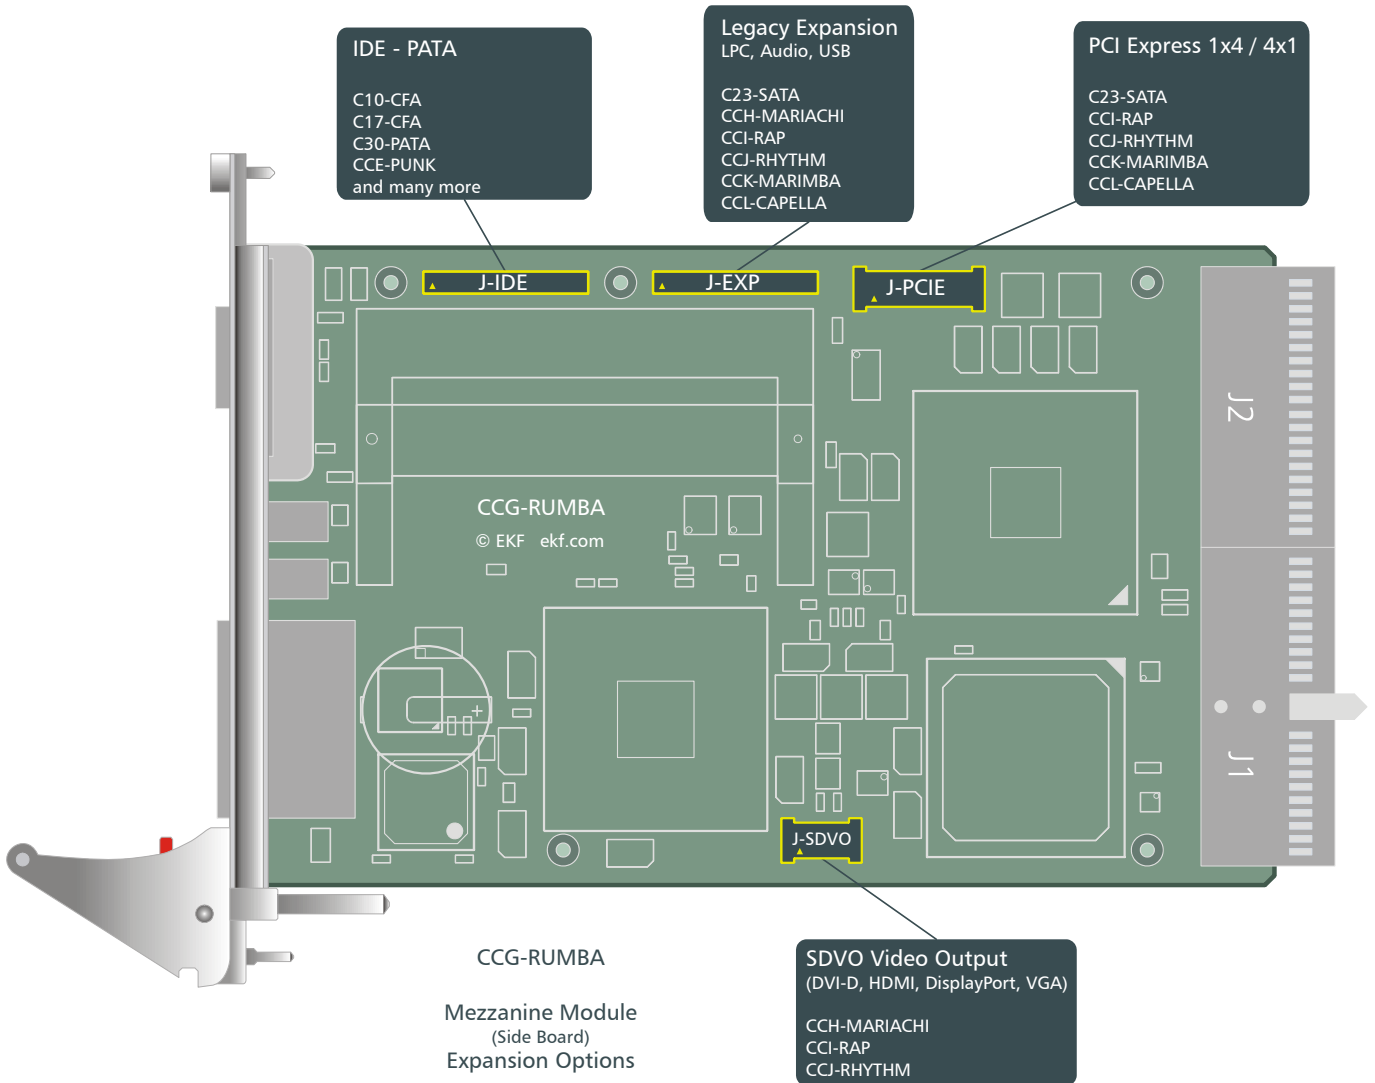 IDE - PATA
C10-CFA
C17-CFA
C30-PATA
CCE-PUNK
and many more
Legacy Expansion
LPC, Audio, USB
C23-SATA
CCH-MARIACHI
CCI-RAP
CCJ-RHYTHM
CCK-MARIMBA
CCL-CAPELLA
PCI Express 1x4 / 4x1
C23-SATA
CCI-RAP
CCJ-RHYTHM
CCK-MARIMBA
CCL-CAPELLA
J-IDE
J-EXP
J-PCIE
J2
CCG-RUMBA
© EKF ekf.com
+
J1
J-SDVO
CCG-RUMBA
Mezzanine Module
(Side Board)
Expansion Options
SDVO Video Output
(DVI-D, HDMI, DisplayPort, VGA)
CCH-MARIACHI
CCI-RAP
CCJ-RHYTHM